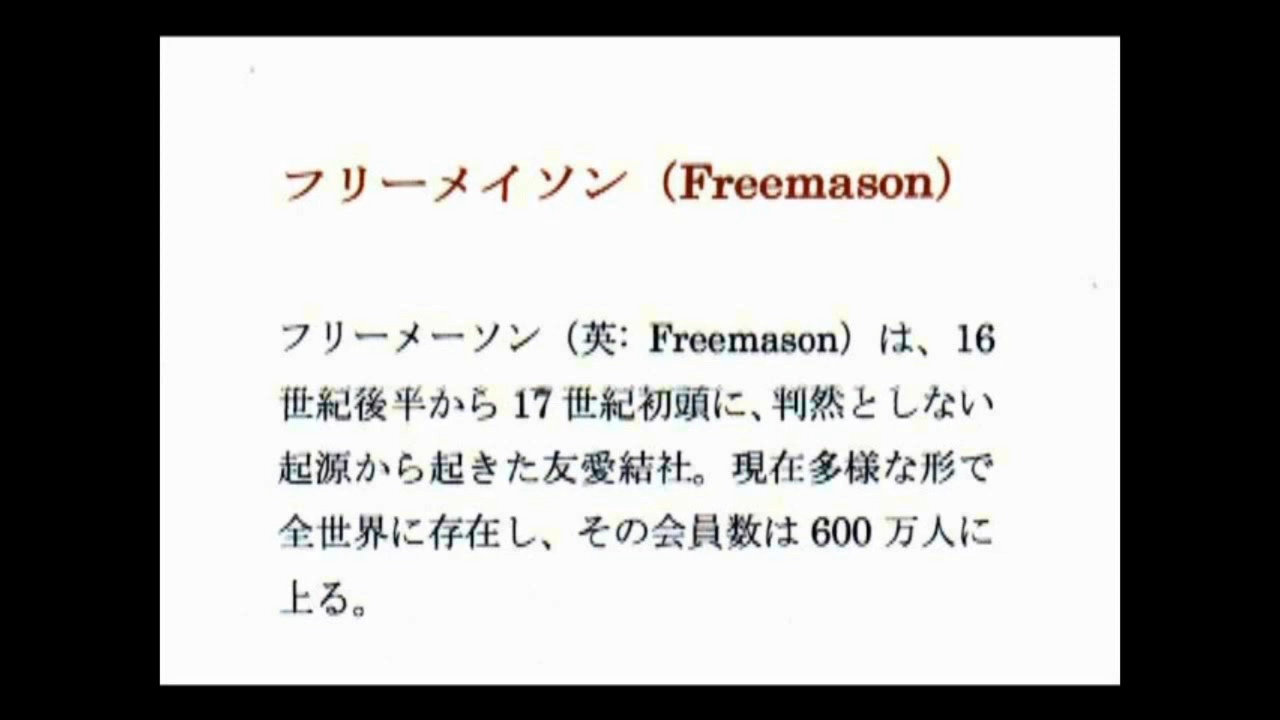 フリーメイソン（Freemason）
フリーメーソン（英: Freemason）は、16
世紀後半から 17 世紀初頭に、判然としない
起源から起きた友愛結社。現在多様な形で
全世界に存在し、その会員数は 600 万人に
上る。